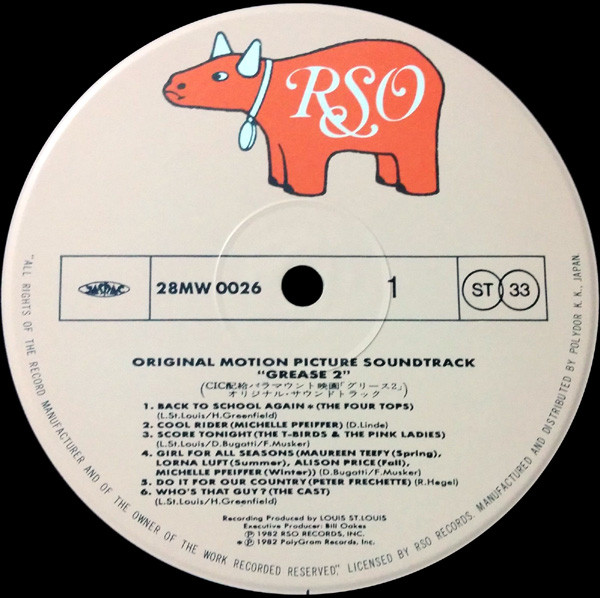 RSO
JASRAC
28MW 0026
1
ST 33
ORIGINAL MOTION PICTURE SOUNDTRACK
"GREASE 2"
(CIC配給パラマウント映画「グリース2」
オリジナル・サウンドトラック)
1. BACK TO SCHOOL AGAIN * (THE FOUR TOPS)
(L.St.Louis/H.Greenfield)
2. COOL RIDER (MICHELLE PFEIFFER) (D.Linde)
3. SCORE TONIGHT (THE T-BIRDS & THE PINK LADIES)
(L.St.Louis/D.Bugatti/F.Musker)
4. GIRL FOR ALL SEASONS (MAUREEN TEEFY (Spring),
LORNA LUFT (Summer), ALISON PRICE (Fall),
MICHELLE PFEIFFER (Winter)) (D.Bugatti/F.Musker)
5. DO IT FOR OUR COUNTRY (PETER FRECHETTE) (R.Hegel)
6. WHO'S THAT GUY? (THE CAST)
(L.St.Louis/H.Greenfield)
Recording Produced by LOUIS ST.LOUIS
Executive Producer: Bill Oakes
Ⓟ 1982 RSO RECORDS, INC.
*Ⓟ 1982 PolyGram Records, Inc.
"ALL RIGHTS OF THE RECORD MANUFACTURER AND OF THE OWNER OF THE WORK RECORDED RESERVED", LICENSED BY RSO RECORDS. MANUFACTURED AND DISTRIBUTED BY POLYDOR K.K., JAPAN.